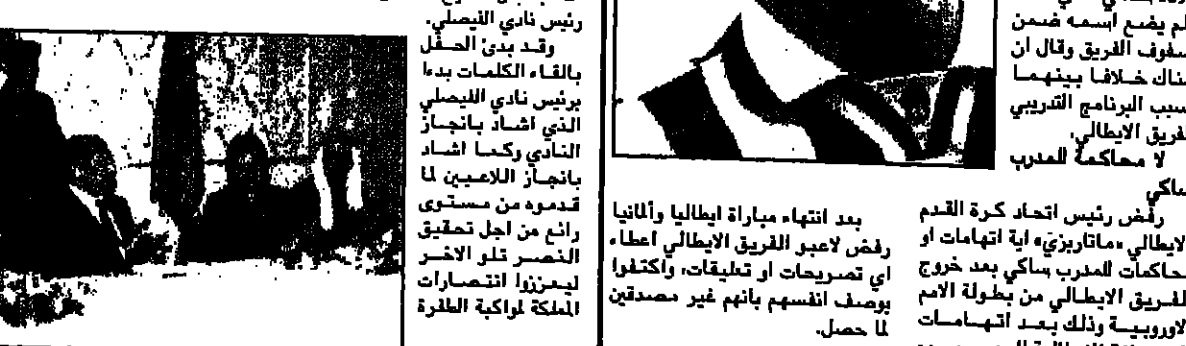 لم يضع اسمه ضمن
صفوف الفريق وقال ان
هناك خلافا بينهما
بسبب البرنامج التدريبي
للفريق الايطالي.
لا محاكمة للمدرب
ساكي
رفض رئيس اتحاد كرة القدم
الايطالي «ماتاريزي» اية اتهامات او
محاكمات للمدرب ساكي بعد خروج
الفريق الايطالي من بطولة الامم
الاوروبية وذلك بعد اتهامات
بعد انتهاء مباراة ايطاليا وألمانيا
رفض لاعبو الفريق الايطالي اعطاء
اي تصريحات او تعليقات، واكتفوا
بوصف انفسهم بانهم غير مصدقين
لما حصل.
رئيس نادي الفيصلي.
وقد بدئ الحفل
بالقاء الكلمات بدءا
برئيس نادي الفيصلي
الذي اشاد بانجاز
النادي وكما اشاد
بانجاز اللاعبين لما
قدموه من مستوى
رائع من اجل تحقيق
النصر تلو الاخر
ليعززوا انتصارات
المملكة لمواكبة الطفرة